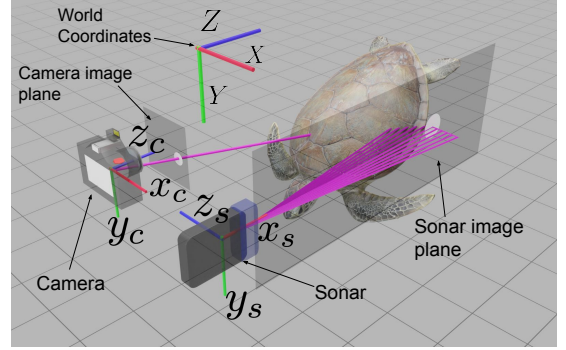 World
Coordinates
Z
X
Y
Camera image
plane
z_c
x_c
y_c
z_s
x_s
y_s
Sonar image
plane
Camera
Sonar